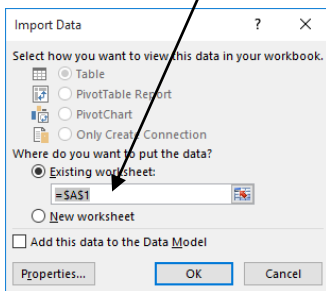 Import Data ? ×
Select how you want to view this data in your workbook.
Table
PivotTable Report
PivotChart
Only Create Connection
Where do you want to put the data?
Existing worksheet:
=$A$1
New worksheet
Add this data to the Data Model
Properties... OK Cancel